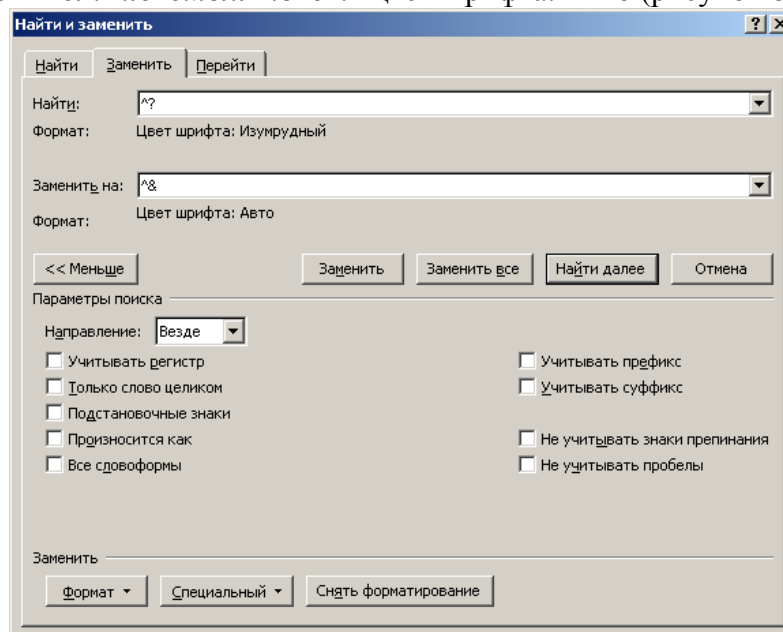 (рисунок
Найти и заменить
Найти Заменить Перейти
Найти: ^?
Формат: Цвет шрифта: Изумрудный
Заменить на: ^&
Формат: Цвет шрифта: Авто
<< Меньше Заменить Заменить все Найти далее Отмена
Параметры поиска
Направление: Везде
Учитывать регистр Учитывать префикс
Только слово целиком Учитывать суффикс
Подстановочные знаки
Произносится как Не учитывать знаки препинания
Все словоформы Не учитывать пробелы
Заменить
Формат Специальный Снять форматирование